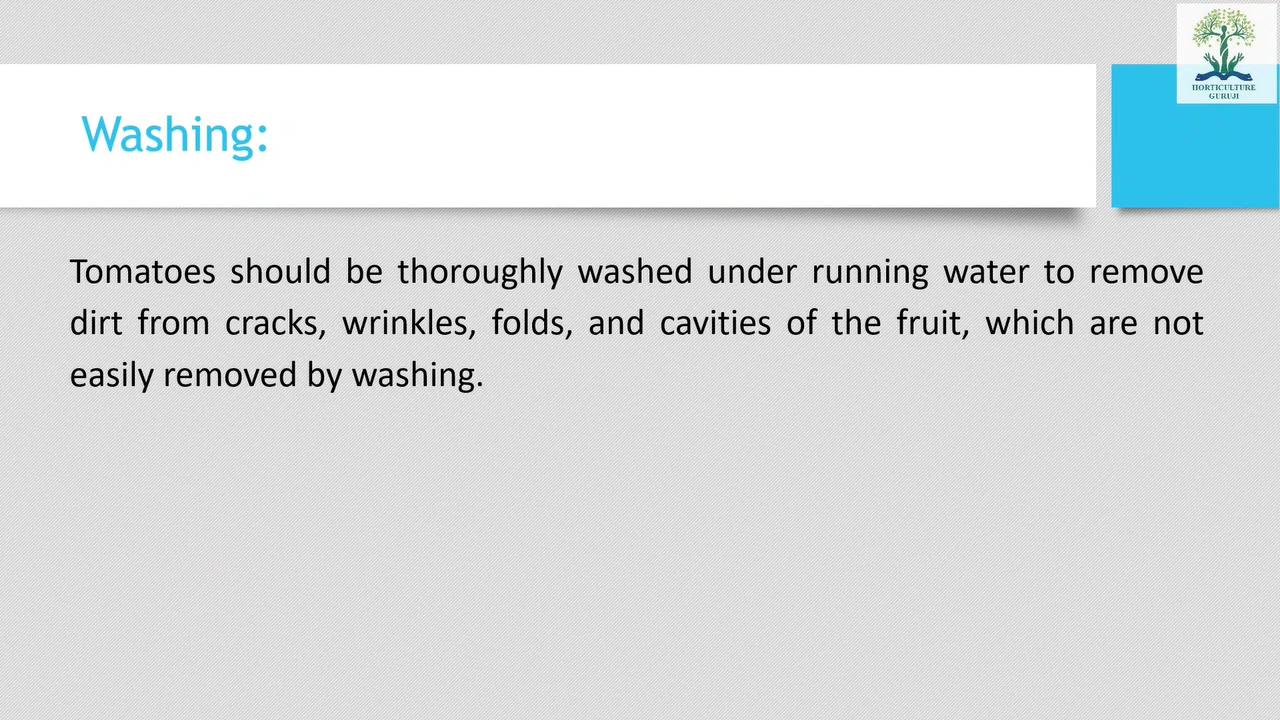 HORTICULTURE
GURUJI
Washing:
Tomatoes should be thoroughly washed under running water to remove
dirt from cracks, wrinkles, folds, and cavities of the fruit, which are not
easily removed by washing.